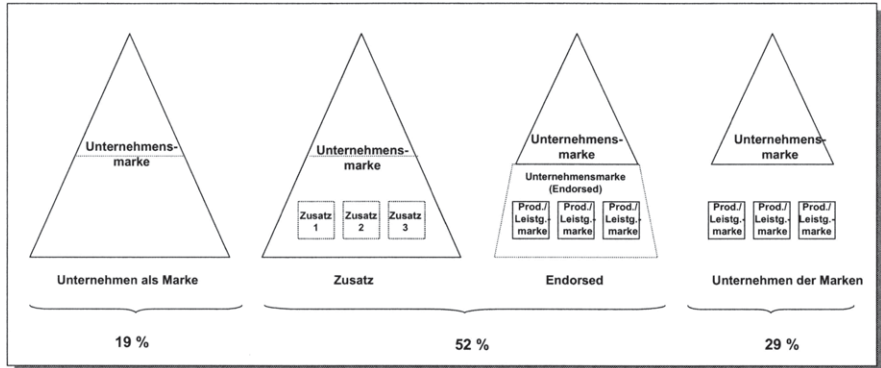 Unternehmens-
marke
Unternehmens-
marke
Zusatz
1
Zusatz
2
Zusatz
3
Unternehmens-
marke
Unternehmensmarke
(Endorsed)
Prod./
Leistg.-
marke
Prod./
Leistg.-
marke
Prod./
Leistg.-
marke
Unternehmens-
marke
Prod./
Leistg.-
marke
Prod./
Leistg.-
marke
Prod./
Leistg.-
marke
Unternehmen als Marke
Zusatz
Endorsed
Unternehmen der Marken
19 %
52 %
29 %